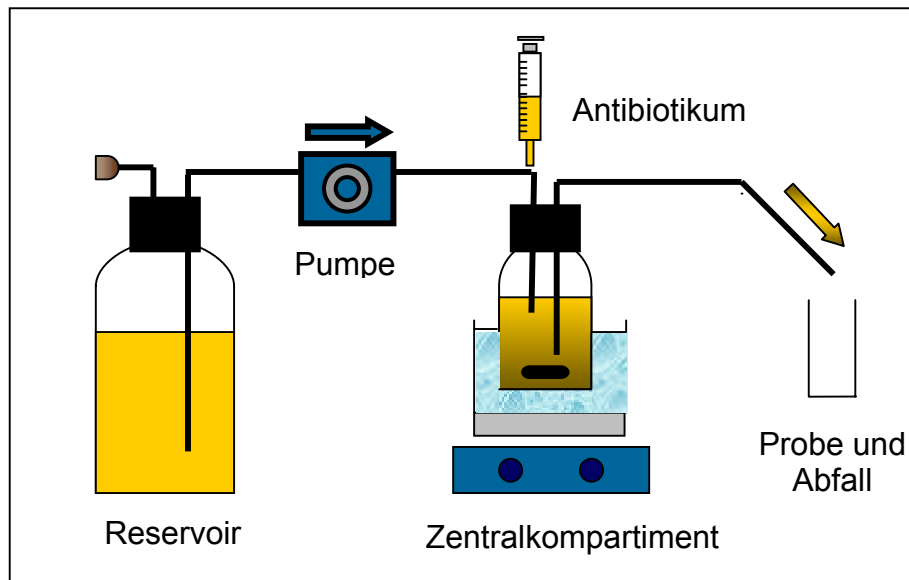 Antibiotikum
Pumpe
Reservoir
Zentralkompartiment
Probe und
Abfall